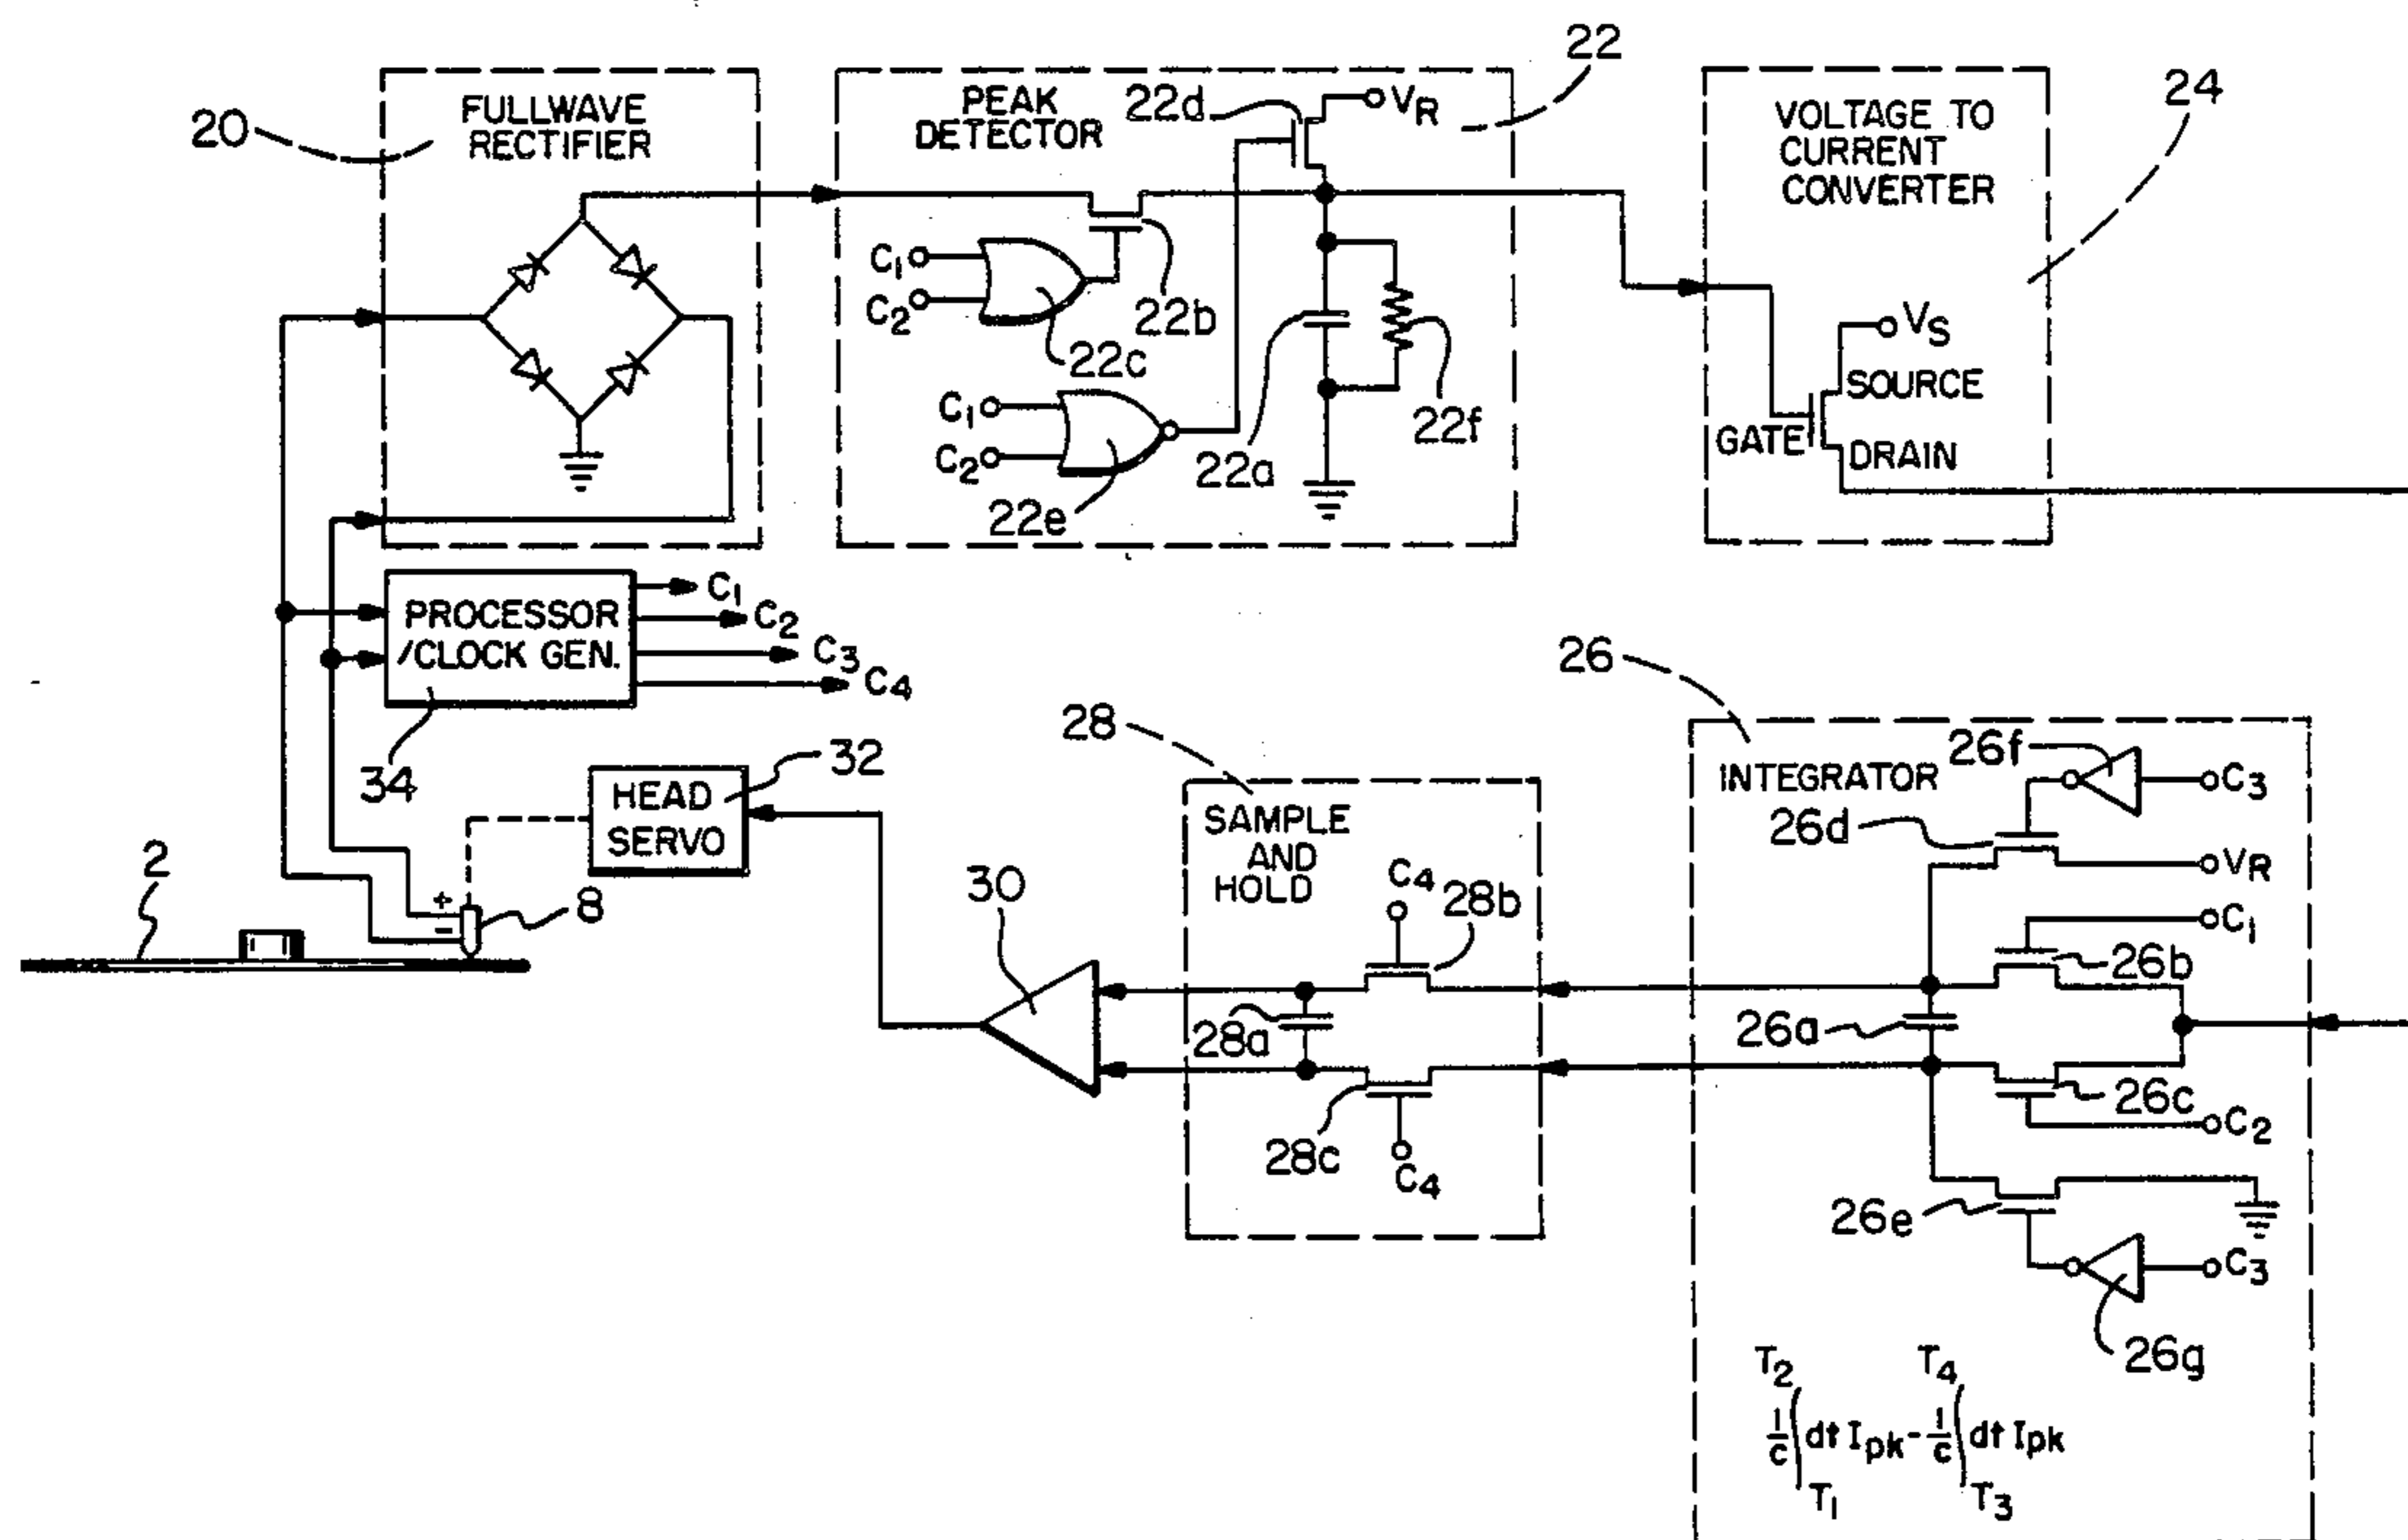 20
FULLWAVE
RECTIFIER
PEAK
DETECTOR
22d
VR
22
VOLTAGE TO
CURRENT
CONVERTER
24
C1
C2
22b
22c
C1
C2
22e
22a
22f
VS
SOURCE
GATE
DRAIN
PROCESSOR
/CLOCK GEN.
C1
C2
C3
C4
34
HEAD
SERVO
32
2
+
-
8
30
28
SAMPLE
AND
HOLD
C4
28b
28a
28c
C4
26
INTEGRATOR
26f
C3
26d
VR
C1
26b
26a
26c
C2
26e
C3
26g
T2 T4
1/c ∫ dt Ipk - 1/c ∫ dt Ipk
T1 T3